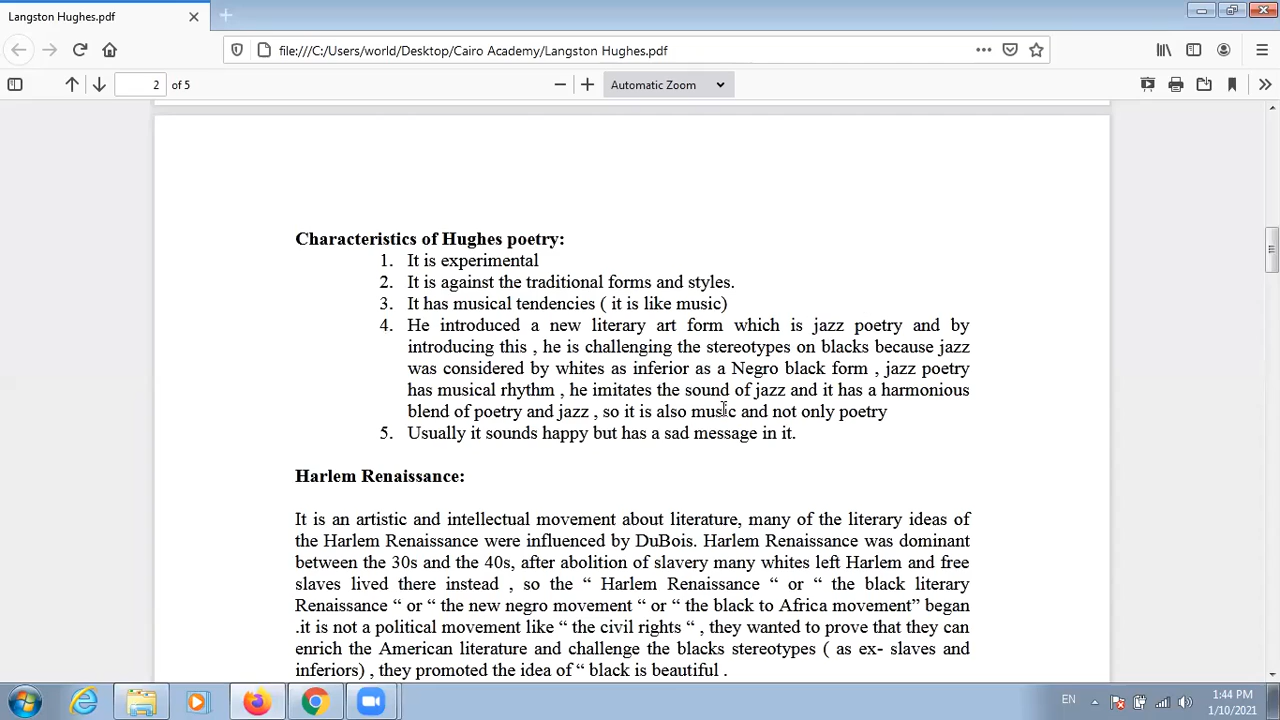 Langston Hughes.pdf
file:///C:/Users/world/Desktop/Cairo Academy/Langston Hughes.pdf
2 of 5
Automatic Zoom
Characteristics of Hughes poetry:
1. It is experimental
2. It is against the traditional forms and styles.
3. It has musical tendencies ( it is like music)
4. He introduced a new literary art form which is jazz poetry and by
introducing this , he is challenging the stereotypes on blacks because jazz
was considered by whites as inferior as a Negro black form , jazz poetry
has musical rhythm , he imitates the sound of jazz and it has a harmonious
blend of poetry and jazz , so it is also music and not only poetry
5. Usually it sounds happy but has a sad message in it.
Harlem Renaissance:
It is an artistic and intellectual movement about literature, many of the literary ideas of
the Harlem Renaissance were influenced by DuBois. Harlem Renaissance was dominant
between the 30s and the 40s, after abolition of slavery many whites left Harlem and free
slaves lived there instead , so the “ Harlem Renaissance “ or “ the black literary
Renaissance “ or “ the new negro movement “ or “ the black to Africa movement” began
.it is not a political movement like “ the civil rights “ , they wanted to prove that they can
enrich the American literature and challenge the blacks stereotypes ( as ex- slaves and
inferiors) , they promoted the idea of “ black is beautiful .
EN
1:44 PM
1/10/2021